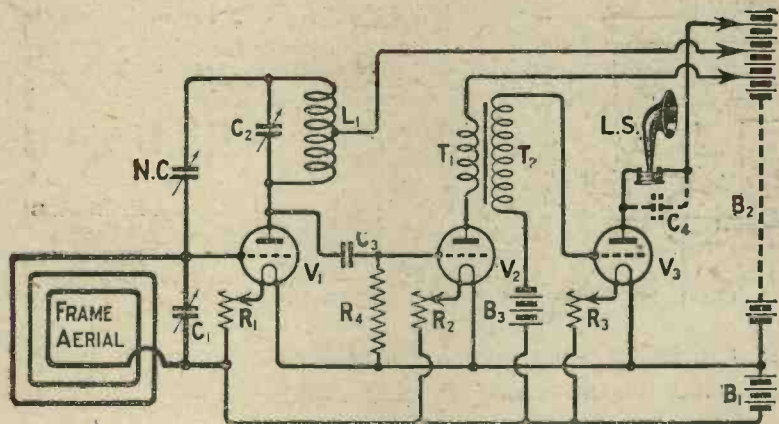 L.S.
C2
L1
N.C.
T1
T2
B2
C3
C4
V1
V2
V3
FRAME
AERIAL
C1
R1
R4
R2
B3
R3
B1